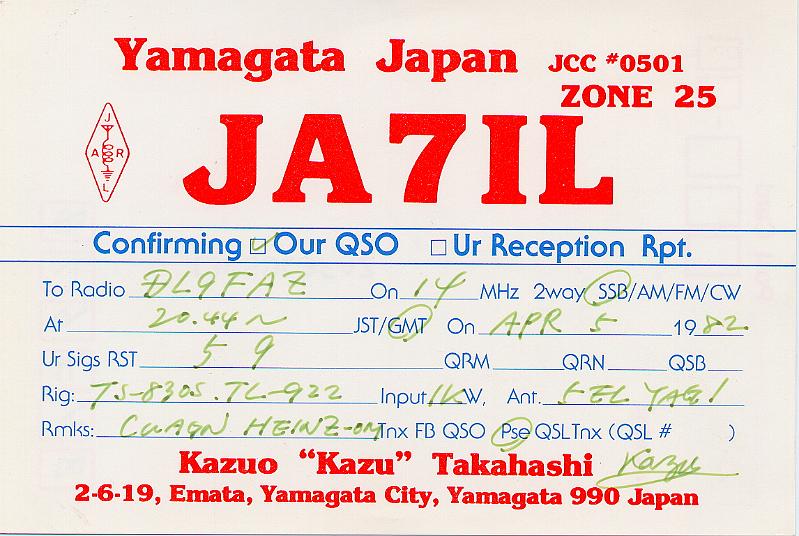 Yamagata Japan JCC #0501
ZONE 25
JARL
JA7IL
Confirming ☑ Our QSO ☐ Ur Reception Rpt.
To Radio DL9FAZ On 14 MHz 2way SSB/AM/FM/CW
At 20.44~ JST/GMT On APR 5 1982.
Ur Sigs RST 59 QRM QRN QSB
Rig: TS-830S. TL-922 Input 1KW, Ant. 5EL YAGI
Rmks: CUAGN HEINZ-OM Tnx FB QSO Pse QSL Tnx (QSL # )
Kazuo "Kazu" Takahashi Kazu
2-6-19, Emata, Yamagata City, Yamagata 990 Japan